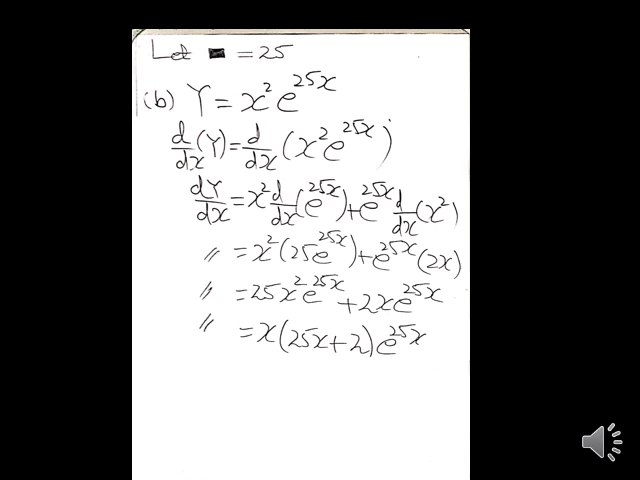 Let = 25
(b) Y = x²e^25x
d/dx (Y) = d/dx (x²e^25x)
dY/dx = x² d/dx (e^25x) + e^25x d/dx (x²)
〃 = x²(25e^25x) + e^25x (2x)
〃 = 25x²e^25x + 2xe^25x
〃 = x(25x + 2)e^25x